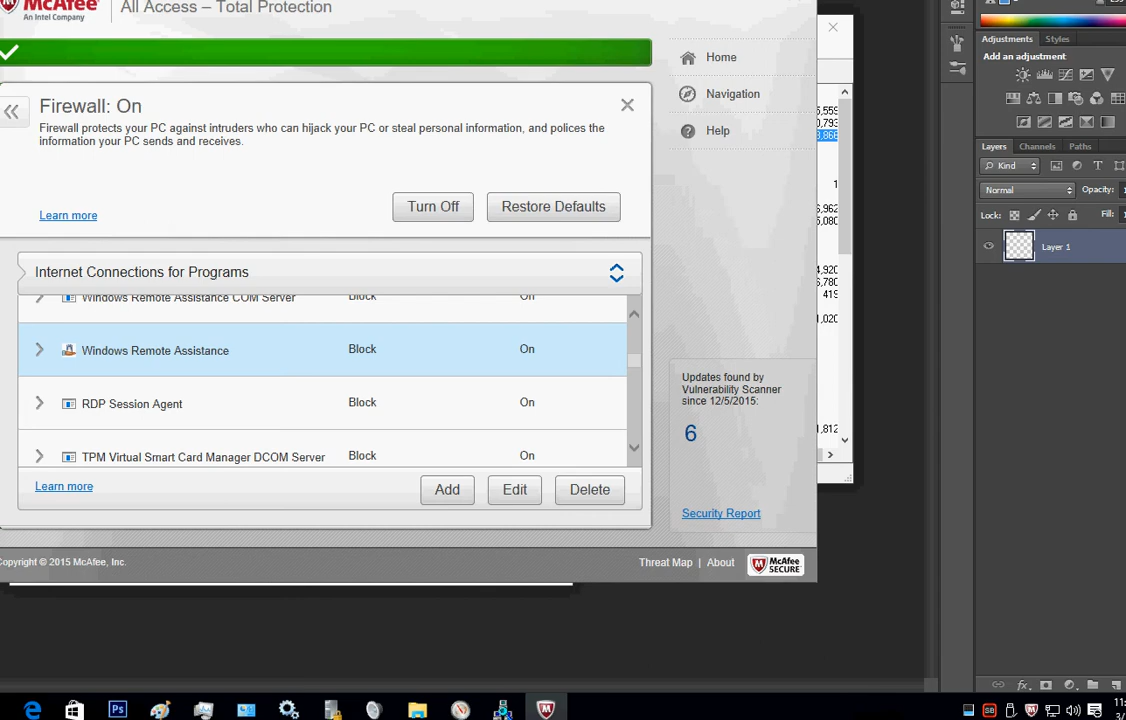 McAfee
An Intel Company
All Access – Total Protection
Firewall: On
Firewall protects your PC against intruders who can hijack your PC or steal personal information, and polices the
information your PC sends and receives.
Learn more
Turn Off
Restore Defaults
Internet Connections for Programs
Windows Remote Assistance COM Server Block On
Windows Remote Assistance Block On
RDP Session Agent Block On
TPM Virtual Smart Card Manager DCOM Server Block On
Learn more
Add
Edit
Delete
Copyright © 2015 McAfee, Inc.
Home
Navigation
Help
Updates found by
Vulnerability Scanner
since 12/5/2015:
6
Security Report
Threat Map | About
McAfee
SECURE
419
Adjustments Styles
Add an adjustment
Layers Channels Paths
Kind
Normal Opacity:
Lock: Fill:
Layer 1
fx
Ps
SB